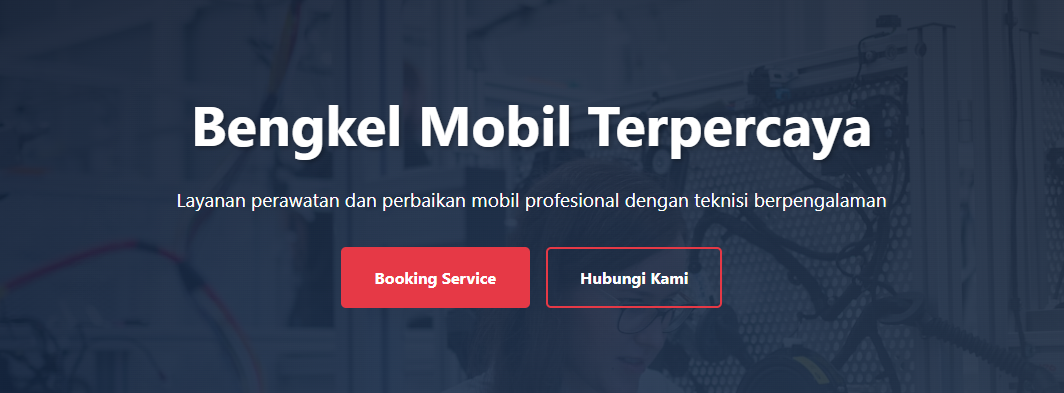 Bengkel Mobil Terpercaya
Layanan perawatan dan perbaikan mobil profesional dengan teknisi berpengalaman
Booking Service
Hubungi Kami